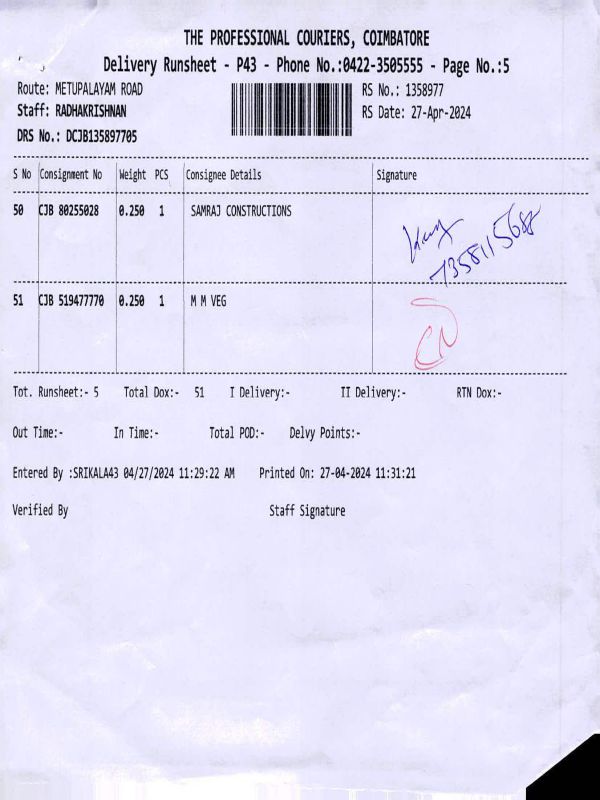 THE PROFESSIONAL COURIERS, COIMBATORE
Delivery Runsheet - P43 - Phone No.:0422-3505555 - Page No.:5
Route: METUPALAYAM ROAD RS No.: 1358977
Staff: RADHAKRISHNAN RS Date: 27-Apr-2024
DRS No.: DCJB135897705
S No Consignment No Weight PCS Consignee Details Signature
50 CJB 80255028 0.250 1 SAMRAJ CONSTRUCTIONS
7358115688
51 CJB 519477770 0.250 1 M M VEG
Tot. Runsheet:- 5 Total Dox:- 51 I Delivery:- II Delivery:- RTN Dox:-
Out Time:- In Time:- Total POD:- Delvy Points:-
Entered By :SRIKALA43 04/27/2024 11:29:22 AM Printed On: 27-04-2024 11:31:21
Verified By Staff Signature